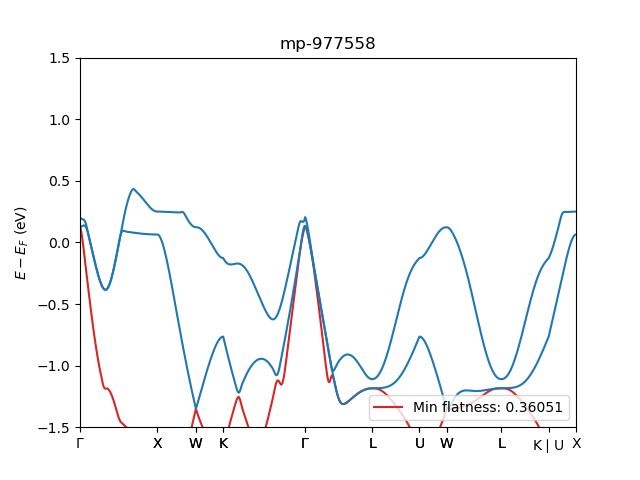 mp-977558
1.5
1.0
0.5
0.0
−0.5
−1.0
−1.5
E − E_F (eV)
Min flatness: 0.36051
Γ X W K Γ L U W L K | U X